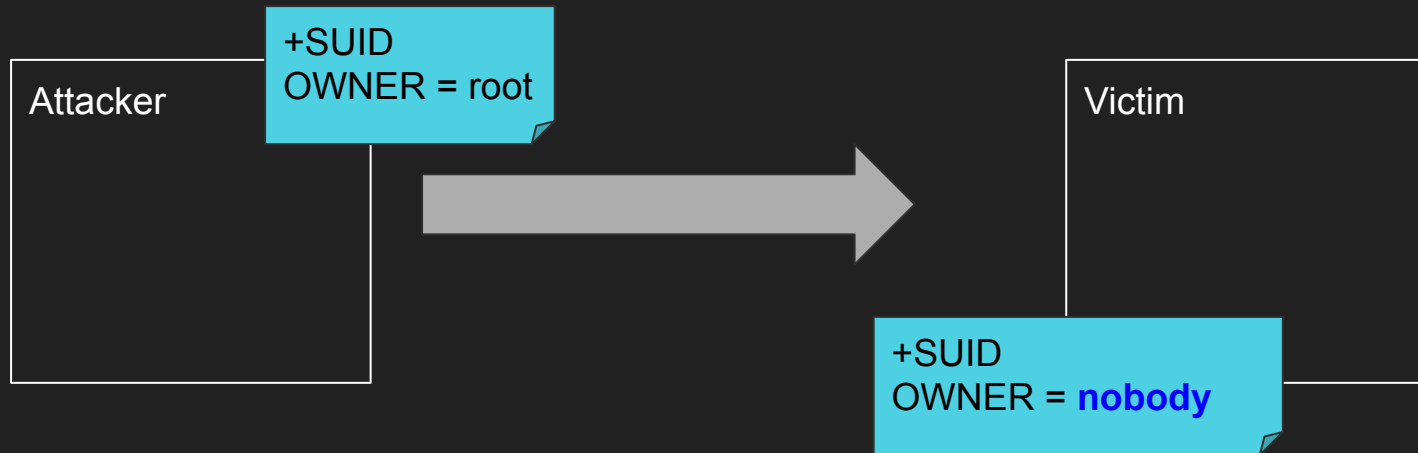 +SUID
OWNER = root
Attacker
Victim
+SUID
OWNER = nobody